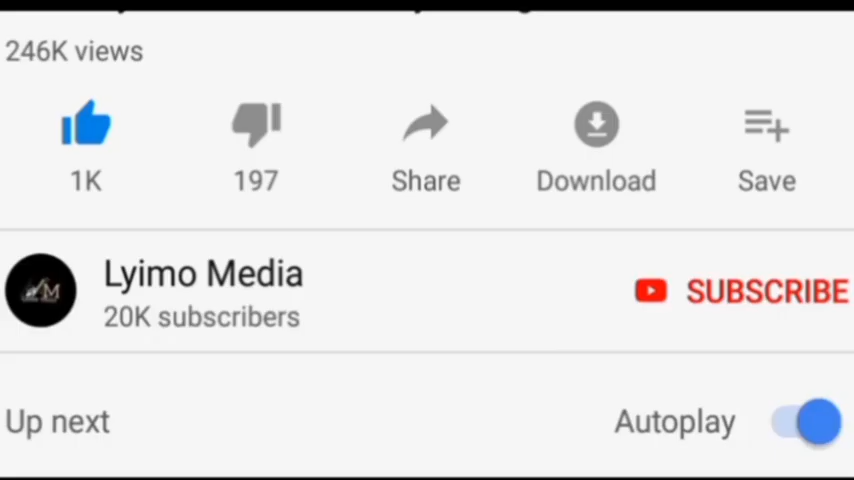 246K views
1K 197 Share Download Save
Lyimo Media SUBSCRIBE
20K subscribers
Up next Autoplay